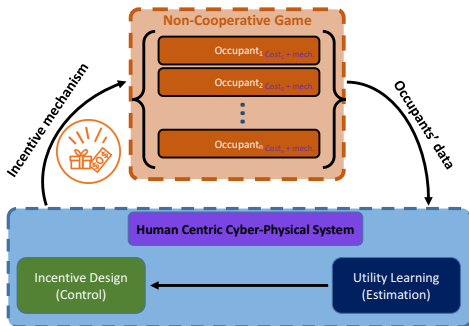 Non-Cooperative Game
Occupant₁ Cost₁ + mech.
Occupant₂ Cost₂ + mech.
Occupantₙ Costₙ + mech.
Incentive mechanism
Occupants' data
Human Centric Cyber-Physical System
Incentive Design
(Control)
Utility Learning
(Estimation)